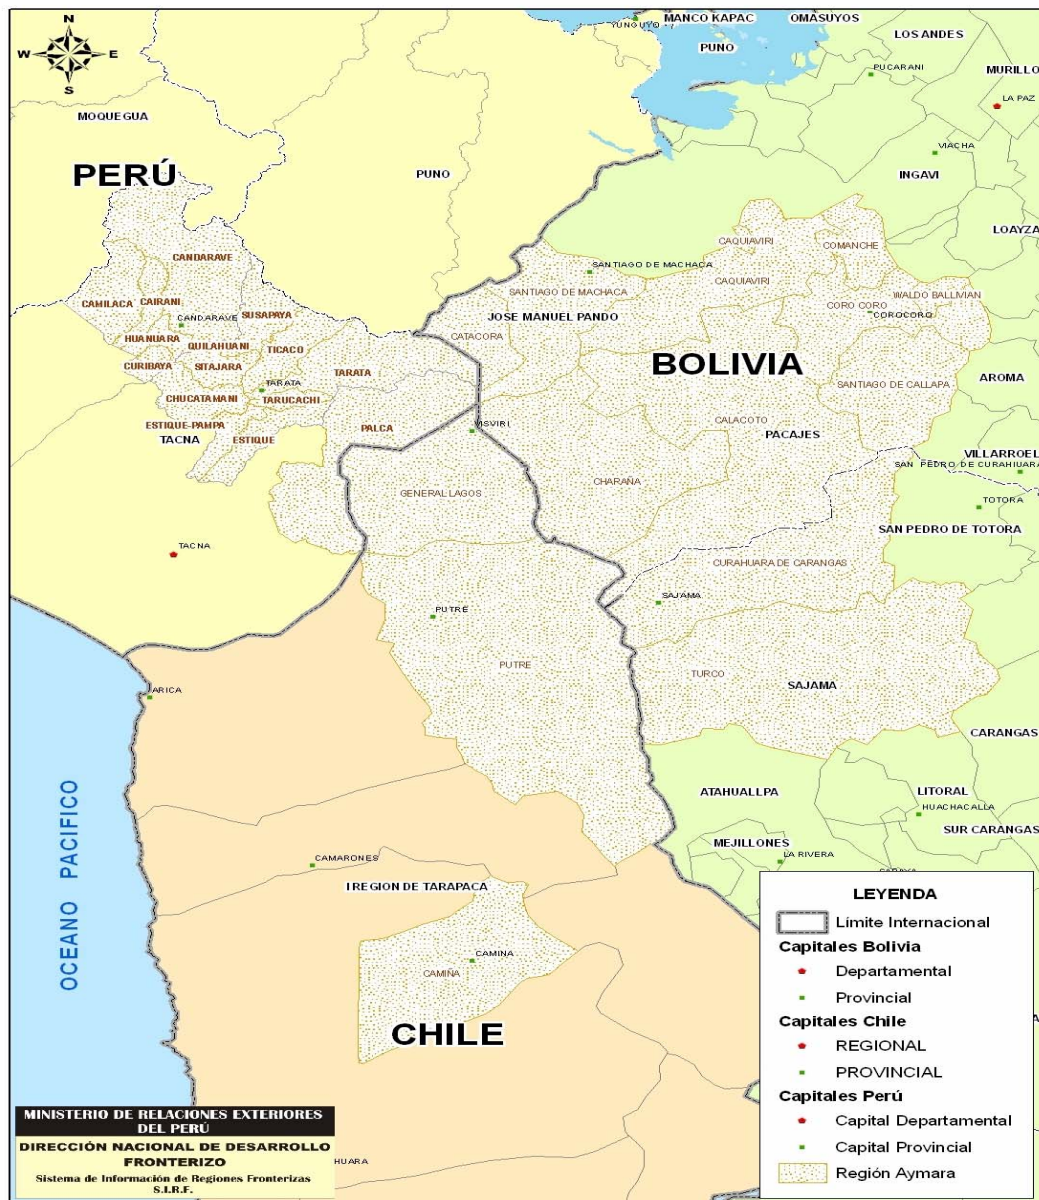 N
W E
S
MANCO KAPAC
OMASUYOS
YUNGUYO
PUNO
LOS ANDES
PUCARANI
MURILLO
LA PAZ
MOQUEGUA
VIACHA
PERÚ
PUNO
INGAVI
LOAYZA
CANDARAVE
CAQUIAVIRI
COMANCHE
SANTIAGO DE MACHACA
CAQUIAVIRI
SANTIAGO DE MACHACA
WALDO BALLIVIAN
CAMILACA
CAIRANI
SUSAPAYA
CORO CORO
COROCORO
CANDARAVE
JOSE MANUEL PANDO
HUANUARA
CATACORA
QUILAHUANI
TICACO
BOLIVIA
CURIBAYA
SITAJARA
TARATA
AROMA
TARATA
SANTIAGO DE CALLAPA
CHUCATAMANI
TARUCACHI
CALACOTO
ESTIQUE-PAMPA
PALCA
VISVIRI
PACAJES
TACNA
ESTIQUE
VILLARROEL
SAN PEDRO DE CURAHUARA
CHARAÑA
GENERAL LAGOS
TOTORA
SAN PEDRO DE TOTORA
TACNA
CURAHUARA DE CARANGAS
SAJAMA
PUTRE
PUTRE
TURCO
SAJAMA
ARICA
CARANGAS
OCEANO PACIFICO
ATAHUALLPA
LITORAL
HUACHACALLA
SUR CARANGAS
MEJILLONES
LA RIVERA
CAMARONES
I REGION DE TARAPACA
CAMINA
CAMIÑA
CHILE
LEYENDA
Límite Internacional
Capitales Bolivia
Departamental
Provincial
Capitales Chile
REGIONAL
PROVINCIAL
Capitales Perú
Capital Departamental
Capital Provincial
Región Aymara
MINISTERIO DE RELACIONES EXTERIORES
DEL PERÚ
DIRECCIÓN NACIONAL DE DESARROLLO
FRONTERIZO
Sistema de Información de Regiones Fronterizas
S.I.R.F.
HUARA